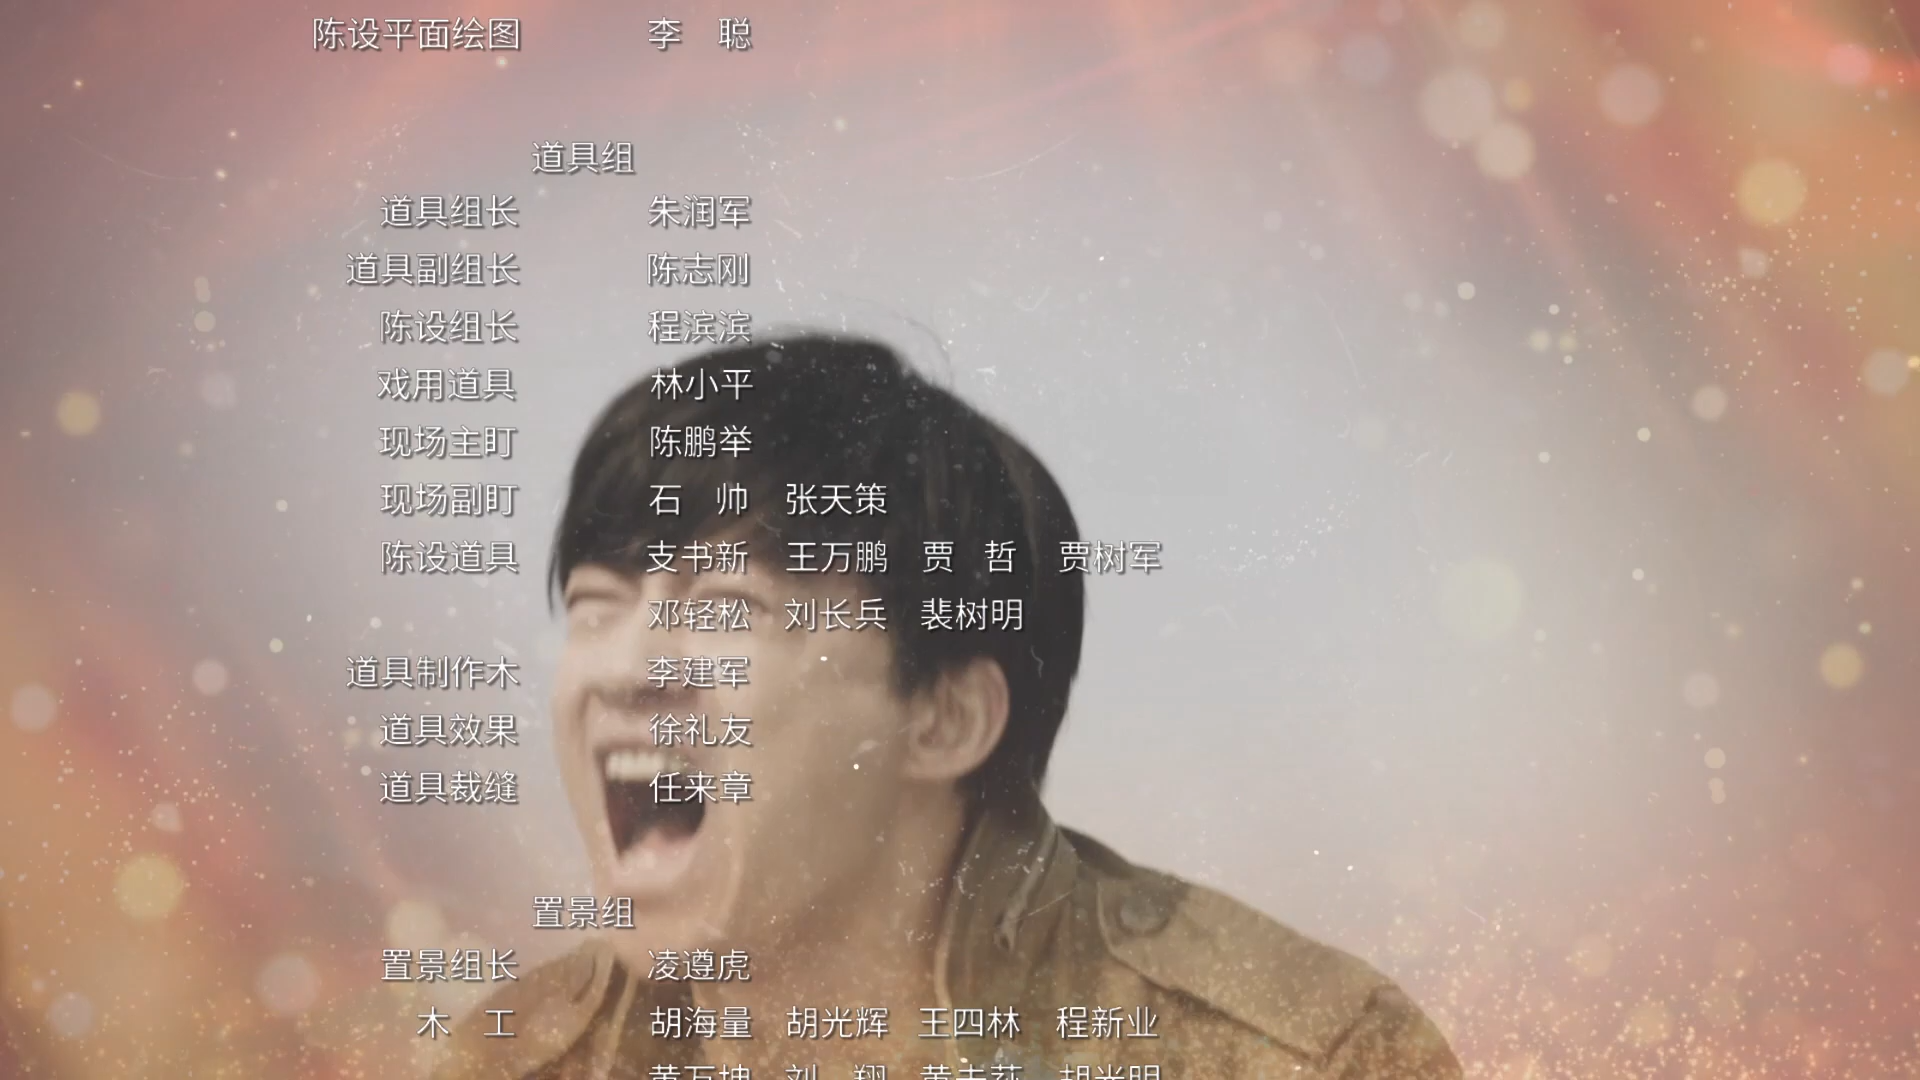 陈设平面绘图 李 聪
道具组
道具组长 朱润军
道具副组长 陈志刚
陈设组长 程滨滨
戏用道具 林小平
现场主盯 陈鹏举
现场副盯 石 帅 张天策
陈设道具 支书新 王万鹏 贾 哲 贾树军
邓轻松 刘长兵 裴树明
道具制作木 李建军
道具效果 徐礼友
道具裁缝 任来章
置景组
置景组长 凌遵虎
木 工 胡海量 胡光辉 王四林 程新业